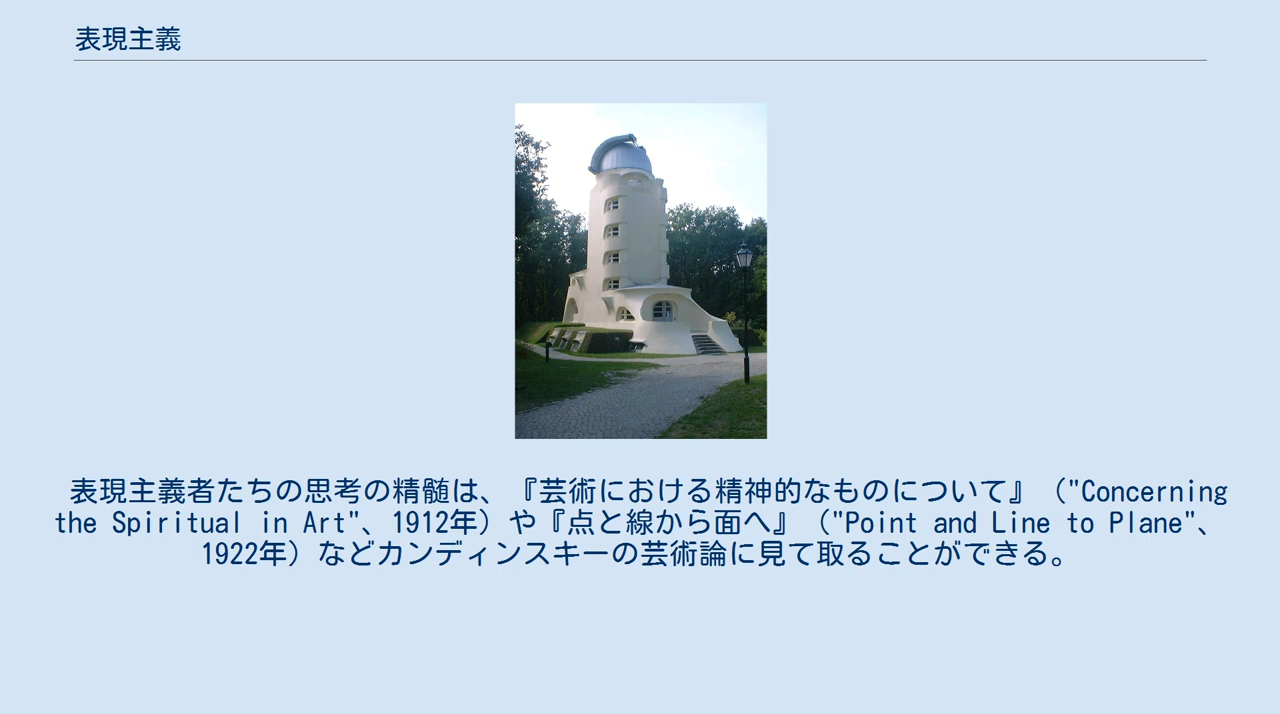 表現主義
表現主義者たちの思考の精髄は、『芸術における精神的なものについて』（"Concerning
the Spiritual in Art"、1912年）や『点と線から面へ』（"Point and Line to Plane"、
1922年）などカンディンスキーの芸術論に見て取ることができる。